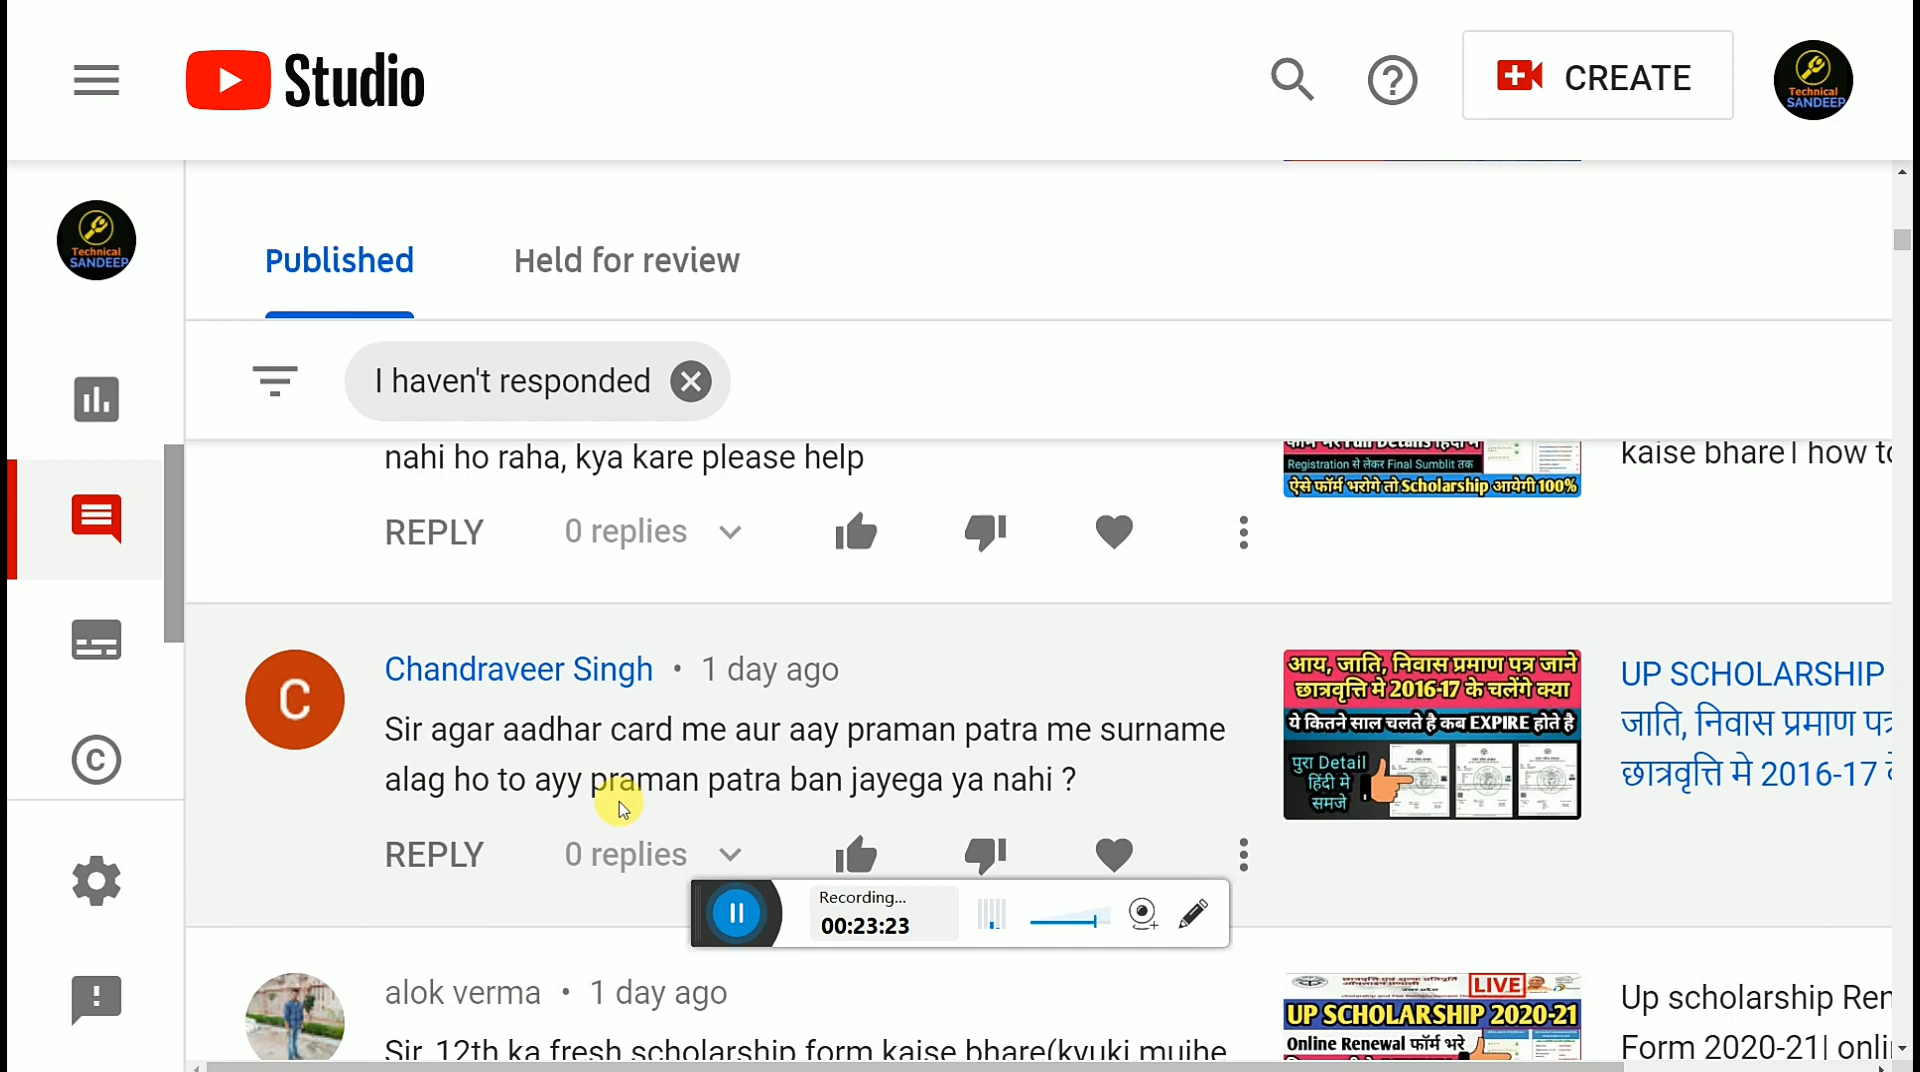 Studio
CREATE
Technical
SANDEEP
Technical
SANDEEP
Published
Held for review
I haven't responded
nahi ho raha, kya kare please help
Registration से लेकर Final Sumblit तक
ऐसे फॉर्म भरोगे तो Scholarship आयेगी 100%
kaise bhare
how to
REPLY
0 replies
Chandraveer Singh • 1 day ago
Sir agar aadhar card me aur aay praman patra me surname
alag ho to ayy praman patra ban jayega ya nahi ?
आय, जाति, निवास प्रमाण पत्र जाने
छात्रवृत्ति मे 2016-17 के चलेंगे क्या
ये कितने साल चलते है कब EXPIRE होते है
पुरा Detail
हिंदी मे
समजे
UP SCHOLARSHIP
जाति, निवास प्रमाण पत्र
छात्रवृत्ति मे 2016-17
REPLY
0 replies
Recording...
00:23:23
alok verma • 1 day ago
Sir 12th ka fresh scholarship form kaise bhare(kyuki mujhe
LIVE
UP SCHOLARSHIP 2020-21
Online Renewal फॉर्म भरे
Up scholarship Ren
Form 2020-21| onli